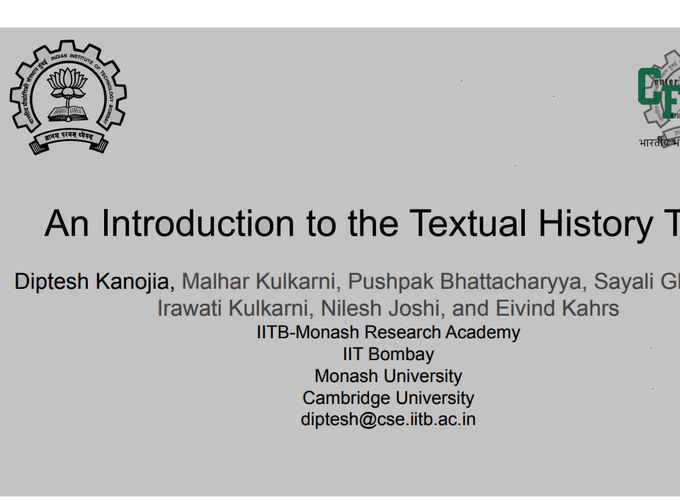 INDIAN INSTITUTE OF TECHNOLOGY BOMBAY
भारतीय प्रौद्योगिकी संस्थान मुंबई
ज्ञानम् परमम् ध्येयम्
An Introduction to the Textual History T
Diptesh Kanojia, Malhar Kulkarni, Pushpak Bhattacharyya, Sayali
Irawati Kulkarni, Nilesh Joshi, and Eivind Kahrs
IITB-Monash Research Academy
IIT Bombay
Monash University
Cambridge University
diptesh@cse.iitb.ac.in